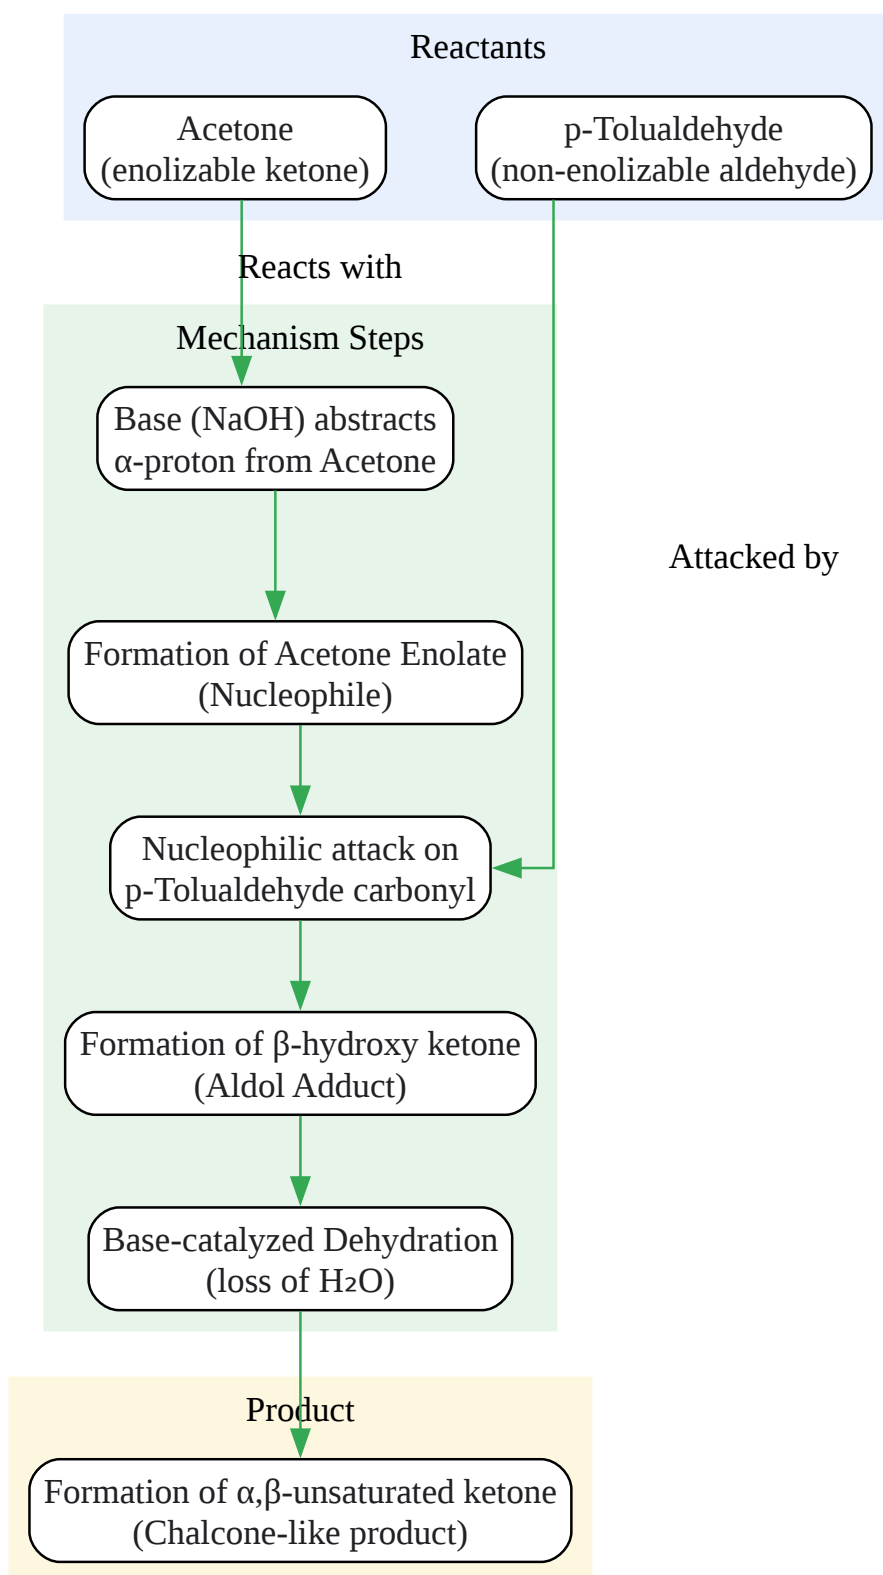 Reactants
Acetone
(enolizable ketone)
p-Tolualdehyde
(non-enolizable aldehyde)
Reacts with
Mechanism Steps
Base (NaOH) abstracts
α-proton from Acetone
Attacked by
Formation of Acetone Enolate
(Nucleophile)
Nucleophilic attack on
p-Tolualdehyde carbonyl
Formation of β-hydroxy ketone
(Aldol Adduct)
Base-catalyzed Dehydration
(loss of H₂O)
Product
Formation of α,β-unsaturated ketone
(Chalcone-like product)